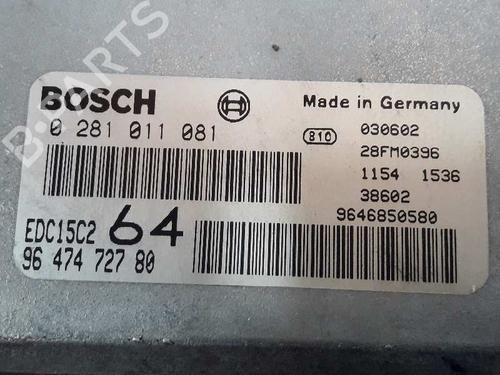 BOSCH
Made in Germany
0 281 011 081
810
030602
28FM0396
1154 1536
38602
9646850580
EDC15C2 64
96 474 727 80
B-PARTS